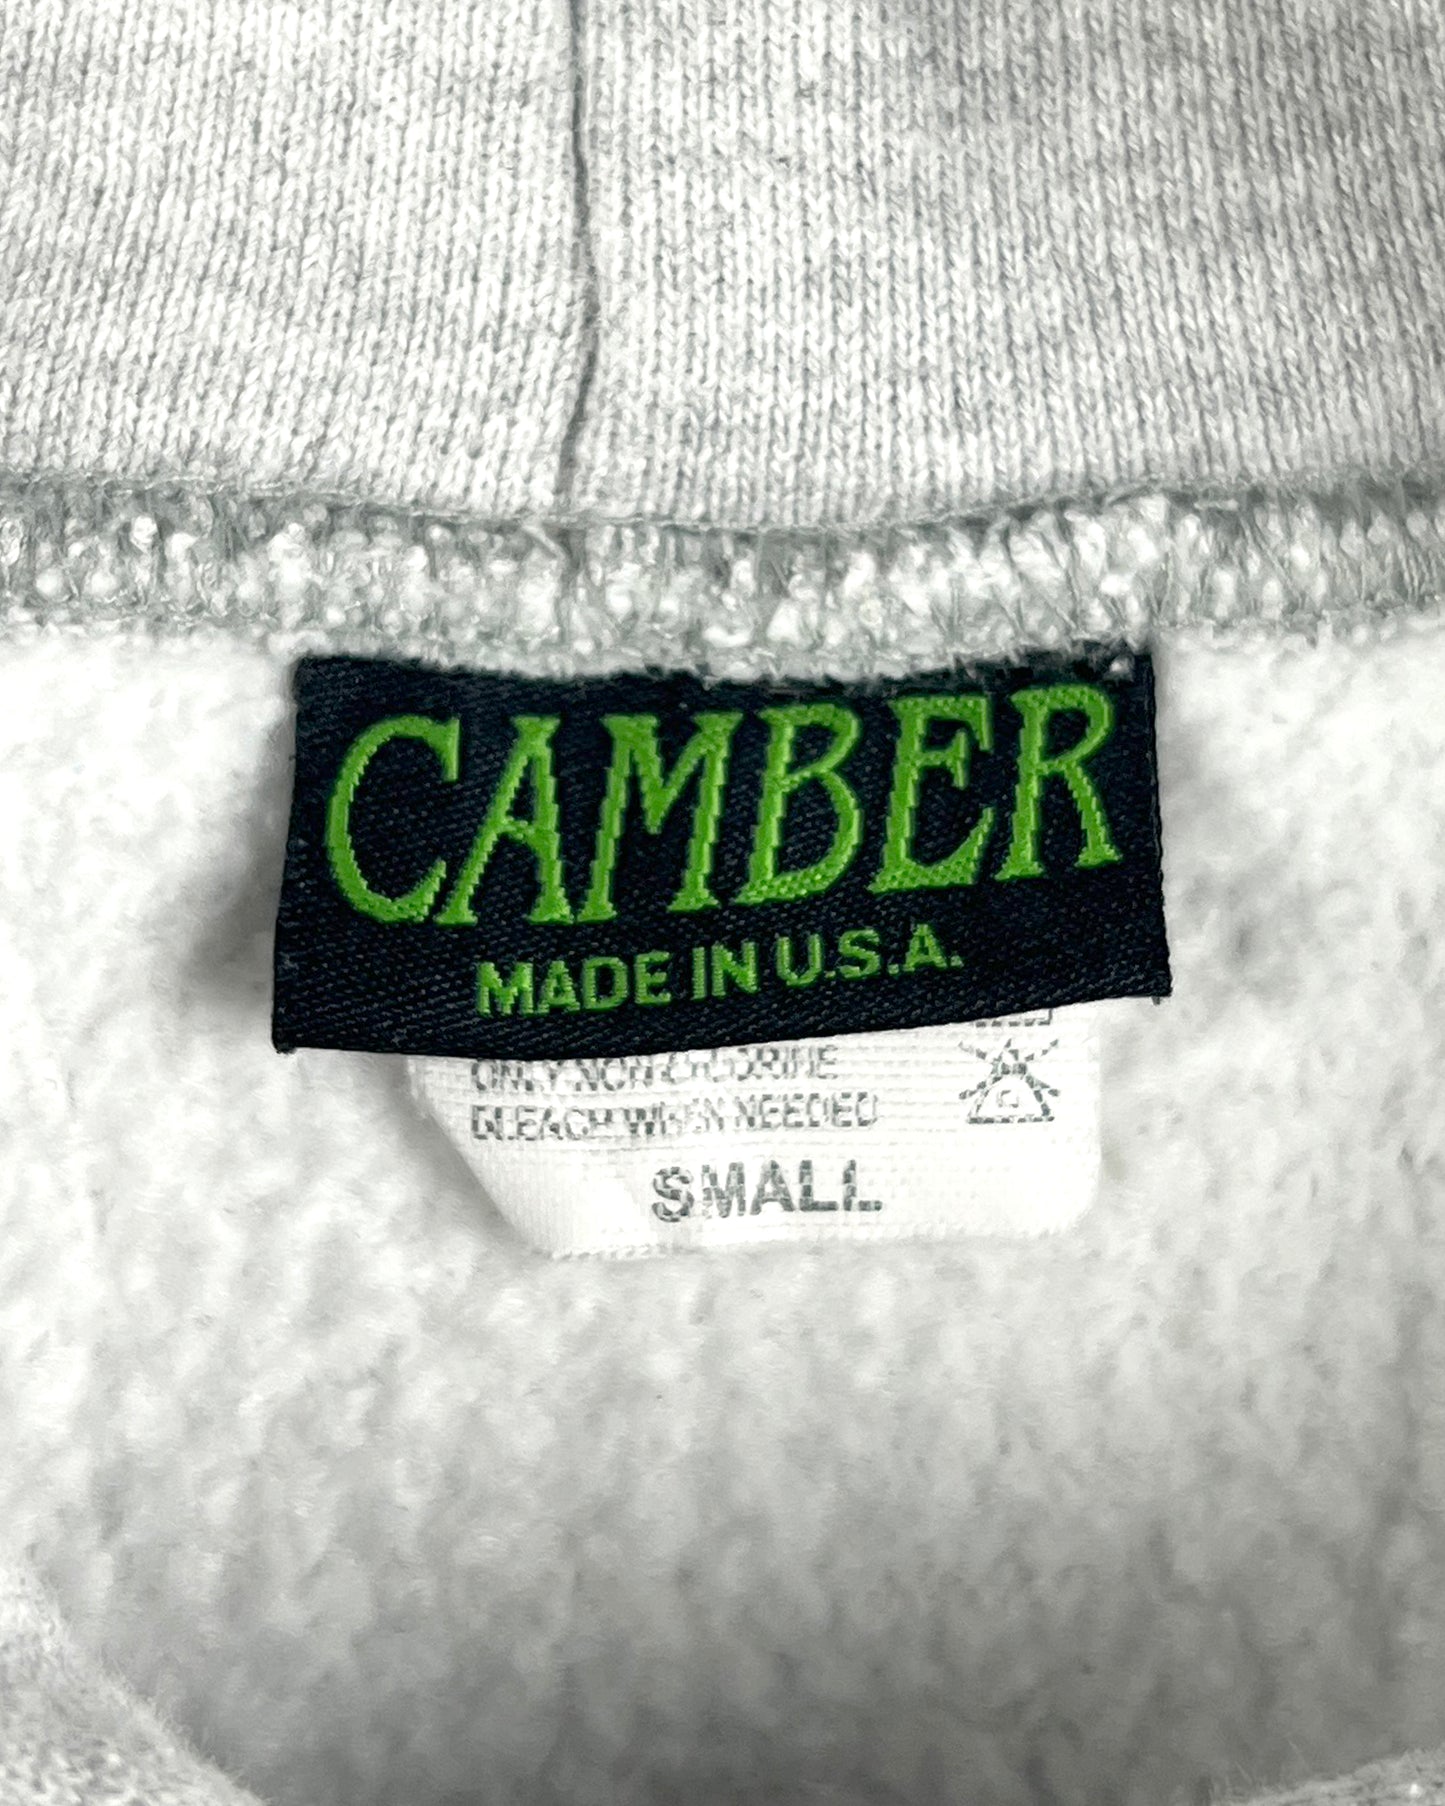 CAMBER
MADE IN U.S.A.
ONLY NON CHLORINE
BLEACH WHEN NEEDED
SMALL